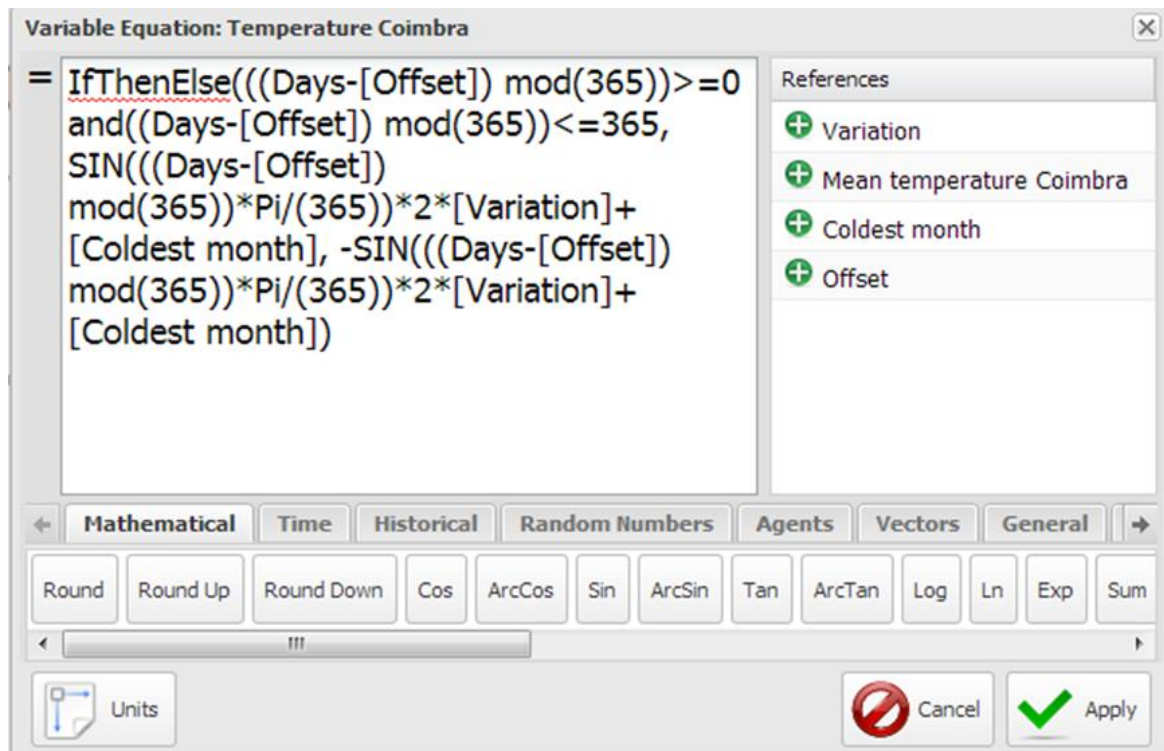 Variable Equation: Temperature Coimbra
= IfThenElse(((Days-[Offset]) mod(365))>=0
and((Days-[Offset]) mod(365))<=365,
SIN(((Days-[Offset])
mod(365))*Pi/(365))*2*[Variation]+
[Coldest month], -SIN(((Days-[Offset])
mod(365))*Pi/(365))*2*[Variation]+
[Coldest month])
References
Variation
Mean temperature Coimbra
Coldest month
Offset
Mathematical Time Historical Random Numbers Agents Vectors General
Round Round Up Round Down Cos ArcCos Sin ArcSin Tan ArcTan Log Ln Exp Sum
Units Cancel Apply